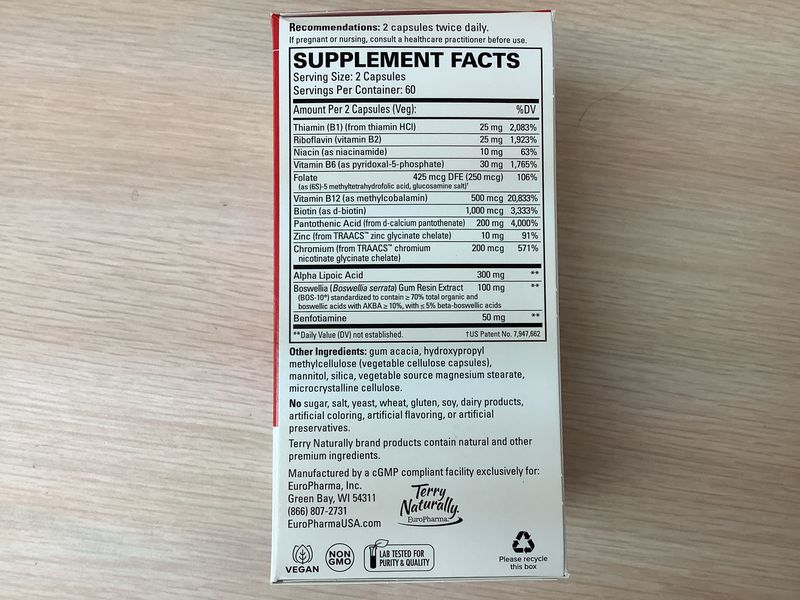 Recommendations: 2 capsules twice daily.
If pregnant or nursing, consult a healthcare practitioner before use.
SUPPLEMENT FACTS
Serving Size: 2 Capsules
Servings Per Container: 60
Amount Per 2 Capsules (Veg): %DV
Thiamin (B1) (from thiamin HCl) 25 mg 2,083%
Riboflavin (vitamin B2) 25 mg 1,923%
Niacin (as niacinamide) 10 mg 63%
Vitamin B6 (as pyridoxal-5-phosphate) 30 mg 1,765%
Folate 425 mcg DFE (250 mcg) 106%
(as (6S)-5 methyltetrahydrofolic acid, glucosamine salt)†
Vitamin B12 (as methylcobalamin) 500 mcg 20,833%
Biotin (as d-biotin) 1,000 mcg 3,333%
Pantothenic Acid (from d-calcium pantothenate) 200 mg 4,000%
Zinc (from TRAACS™ zinc glycinate chelate) 10 mg 91%
Chromium (from TRAACS™ chromium 200 mcg 571%
nicotinate glycinate chelate)
Alpha Lipoic Acid 300 mg **
Boswellia (Boswellia serrata) Gum Resin Extract 100 mg **
(BOS-10®) standardized to contain ≥ 70% total organic and
boswellic acids with AKBA ≥ 10%, with ≤ 5% beta-boswellic acids
Benfotiamine 50 mg **
**Daily Value (DV) not established. †US Patent No. 7,947,662
Other Ingredients: gum acacia, hydroxypropyl
methylcellulose (vegetable cellulose capsules),
mannitol, silica, vegetable source magnesium stearate,
microcrystalline cellulose.
No sugar, salt, yeast, wheat, gluten, soy, dairy products,
artificial coloring, artificial flavoring, or artificial
preservatives.
Terry Naturally brand products contain natural and other
premium ingredients.
Manufactured by a cGMP compliant facility exclusively for:
EuroPharma, Inc.
Green Bay, WI 54311
(866) 807-2731
EuroPharmaUSA.com
Terry
Naturally.
EuroPharma
VEGAN
NON
GMO
LAB TESTED FOR
PURITY & QUALITY
Please recycle
this box